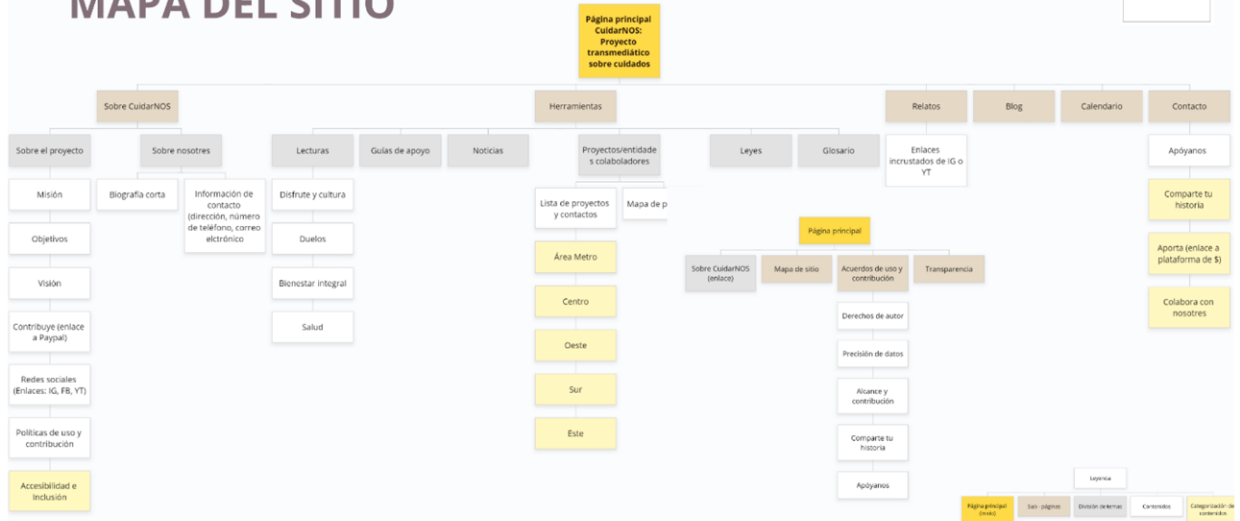 MAPA DEL SITIO
Página principal
CuidarNOS:
Proyecto
transmediático
sobre cuidados
Sobre CuidarNOS
Herramientas
Relatos
Blog
Calendario
Contacto
Sobre el proyecto
Sobre nosotres
Lecturas
Guías de apoyo
Noticias
Proyectos/entidade
s colaboladores
Leyes
Glosario
Enlaces
incrustados de IG o
YT
Apóyanos
Misión
Objetivos
Visión
Contribuye (enlace
a Paypal)
Redes sociales
(Enlaces: IG, FB, YT)
Políticas de uso y
contribución
Accesibilidad e
Inclusión
Biografía corta
Información de
contacto
(dirección, número
de teléfono, correo
elctrónico
Disfrute y cultura
Duelos
Bienestar integral
Salud
Lista de proyectos
y contactos
Mapa de p
Área Metro
Centro
Oeste
Sur
Este
Comparte tu
historia
Aporta (enlace a
plataforma de $)
Colabora con
nosotres
Página principal
Sobre CuidarNOS
(enlace)
Mapa de sitio
Acuerdos de uso y
contribución
Transparencia
Derechos de autor
Precisión de datos
Alcance y
contribución
Comparte tu
historia
Apóyanos
Leyenda
Página principal
(Inicio)
Sub - páginas
División de temas
Contenidos
Categorización de
contenidos